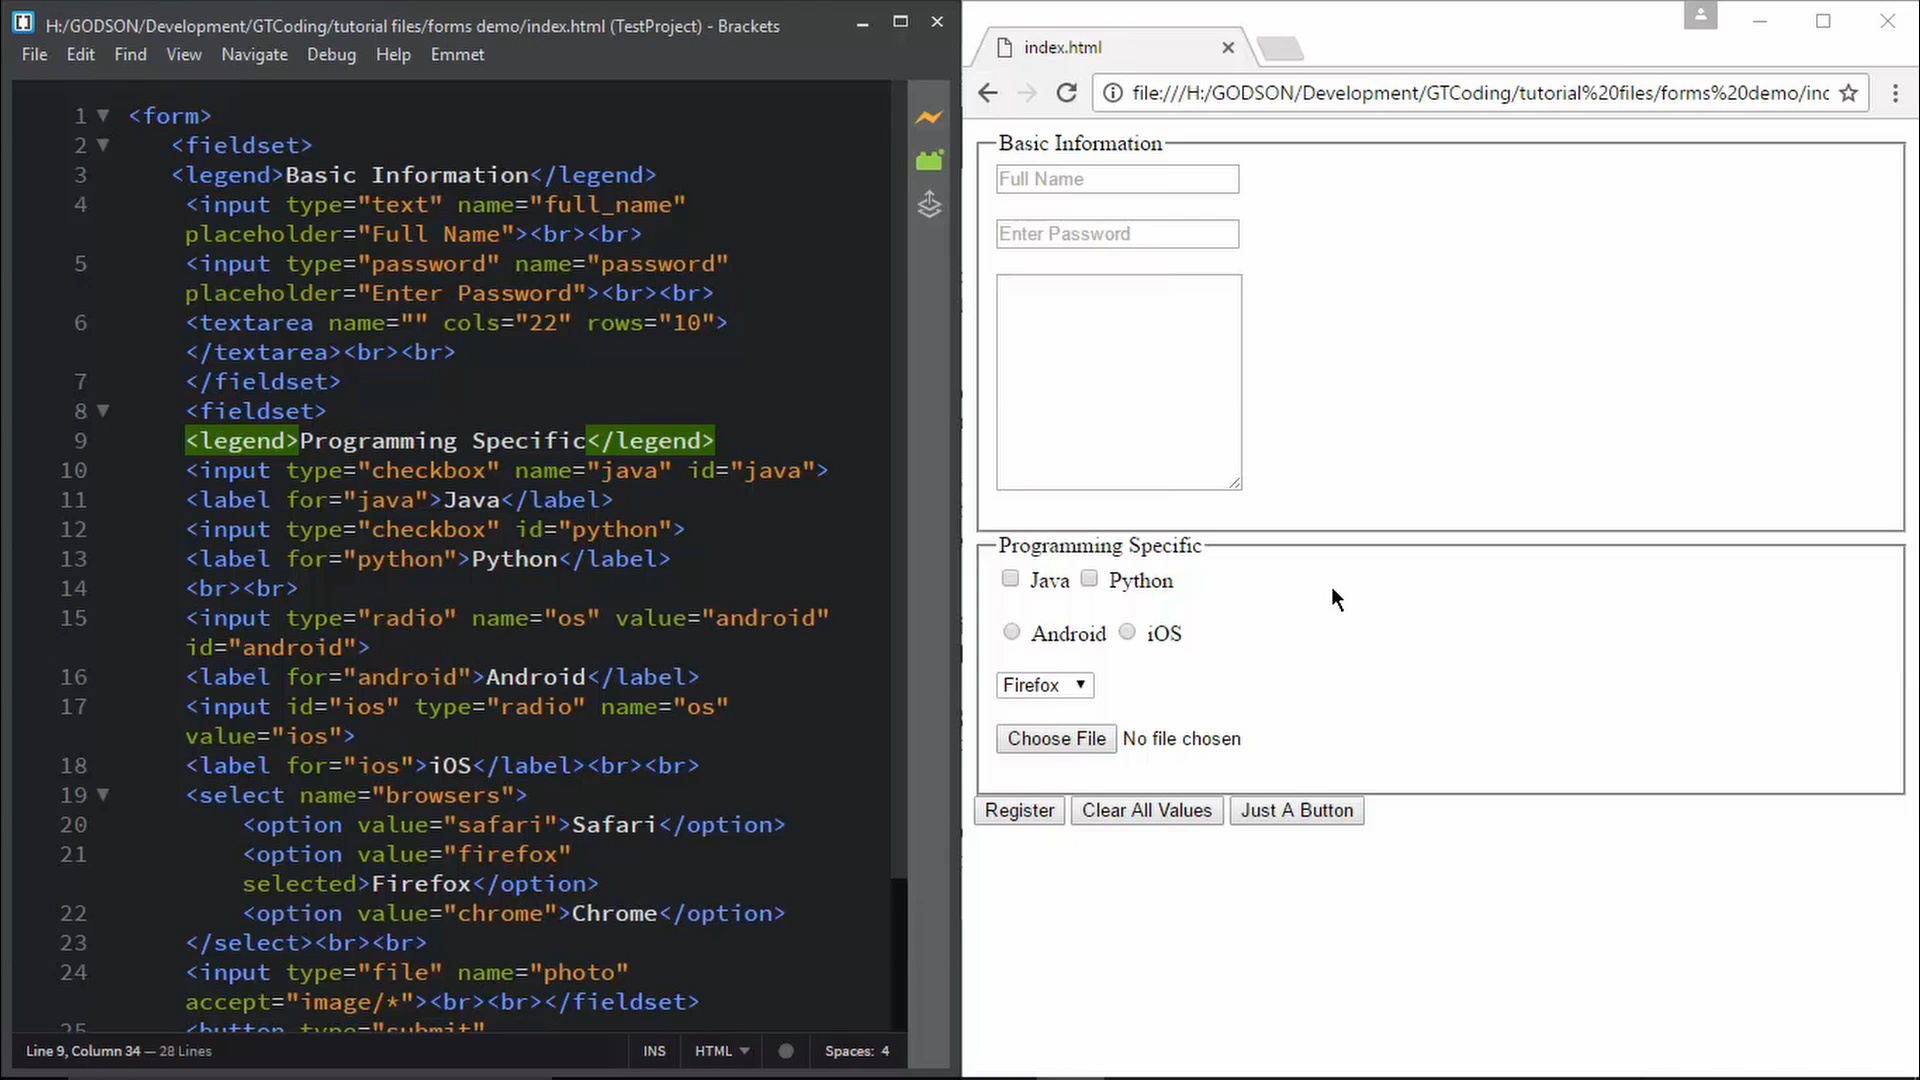 H:/GODSON/Development/GTCoding/tutorial files/forms demo/index.html (TestProject) - Brackets
File Edit Find View Navigate Debug Help Emmet
1 <form>
2 <fieldset>
3 <legend>Basic Information</legend>
4 <input type="text" name="full_name"
placeholder="Full Name"><br><br>
5 <input type="password" name="password"
placeholder="Enter Password"><br><br>
6 <textarea name="" cols="22" rows="10">
</textarea><br><br>
7 </fieldset>
8 <fieldset>
9 <legend>Programming Specific</legend>
10 <input type="checkbox" name="java" id="java">
11 <label for="java">Java</label>
12 <input type="checkbox" id="python">
13 <label for="python">Python</label>
14 <br><br>
15 <input type="radio" name="os" value="android"
id="android">
16 <label for="android">Android</label>
17 <input id="ios" type="radio" name="os"
value="ios">
18 <label for="ios">iOS</label><br><br>
19 <select name="browsers">
20 <option value="safari">Safari</option>
21 <option value="firefox"
selected>Firefox</option>
22 <option value="chrome">Chrome</option>
23 </select><br><br>
24 <input type="file" name="photo"
accept="image/*"><br><br></fieldset>
25 <button type="submit"
Line 9, Column 34 — 28 Lines
INS HTML Spaces: 4
index.html
file:///H:/GODSON/Development/GTCoding/tutorial%20files/forms%20demo/inc
Basic Information
Full Name
Enter Password
Programming Specific
Java Python
Android iOS
Firefox
Choose File No file chosen
Register Clear All Values Just A Button